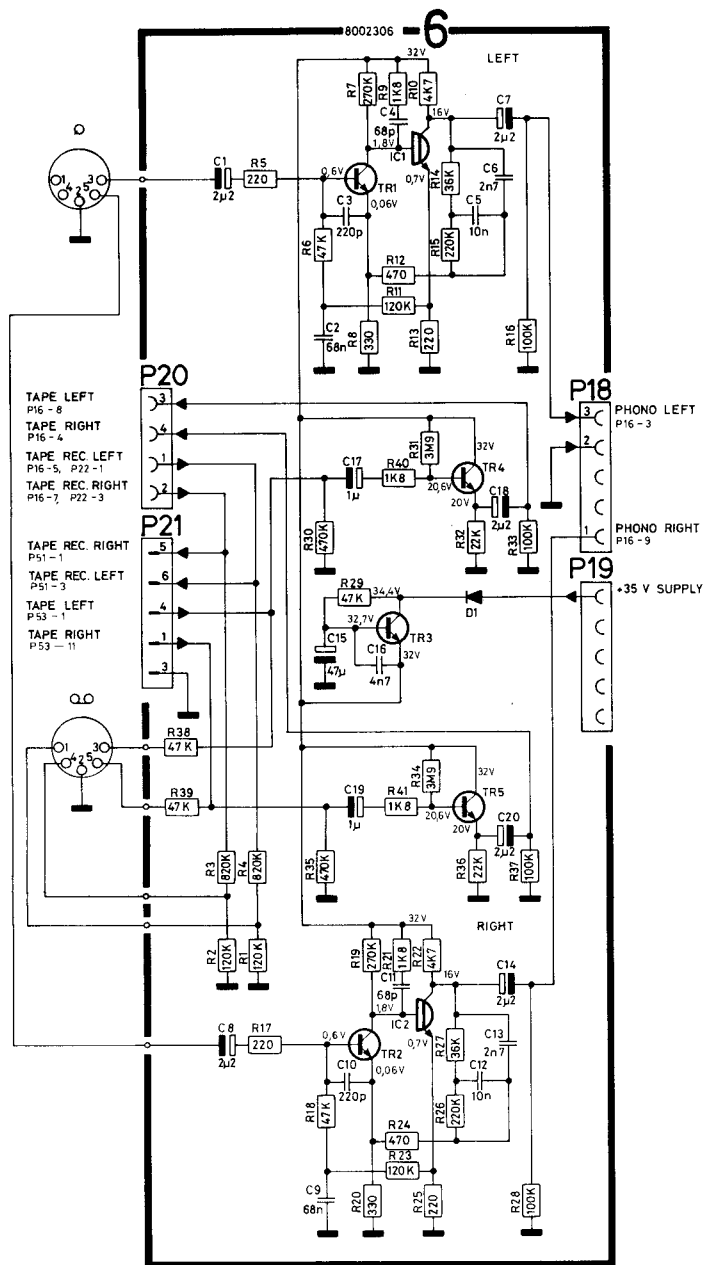 8002306 6
LEFT
32V
R7 270K
R9 1K8
R10 4K7
C4 68p
16V
C7 2µ2
1,8V
IC1
0,7V
1 4 2 5 3
C1 2µ2
R5 220
0,6V
TR1
0,06V
C3 220p
R6 47K
R14 36K
C6 2n7
C5 10n
R15 220K
R12 470
R11 120K
C2 68n
R8 330
R13 220
R16 100K
P20
TAPE LEFT
P16-8
3
TAPE RIGHT
P16-4
4
TAPE REC. LEFT
P16-5, P22-1
1
TAPE REC. RIGHT
P16-7, P22-3
2
P18
3
PHONO LEFT
P16-3
2
1
PHONO RIGHT
P16-9
R31 3M9
32V
C17 1µ
R40 1K8
TR4
20,6V
20V
C18 2µ2
R30 470K
R32 22K
R33 100K
P21
TAPE REC. RIGHT
P51-1
5
TAPE REC. LEFT
P51-3
6
TAPE LEFT
P53-1
4
TAPE RIGHT
P53-11
1
3
P19
+35 V SUPPLY
R29 47K
34,4V
D1
32,7V
TR3
C15 47µ
C16 4n7
32V
1 4 2 5 3
R38 47K
R39 47K
R34 3M9
32V
C19 1µ
R41 1K8
TR5
20,6V
20V
C20 2µ2
R3 820K
R4 820K
R35 470K
R36 22K
R37 100K
R2 120K
R1 120K
RIGHT
32V
R19 270K
R21 1K8
R22 4K7
C11 68p
16V
C14 2µ2
1,8V
IC2
0,7V
C8 2µ2
R17 220
0,6V
TR2
0,06V
C10 220p
R18 47K
R27 36K
C13 2n7
C12 10n
R26 220K
R24 470
R23 120K
C9 68n
R20 330
R25 220
R28 100K